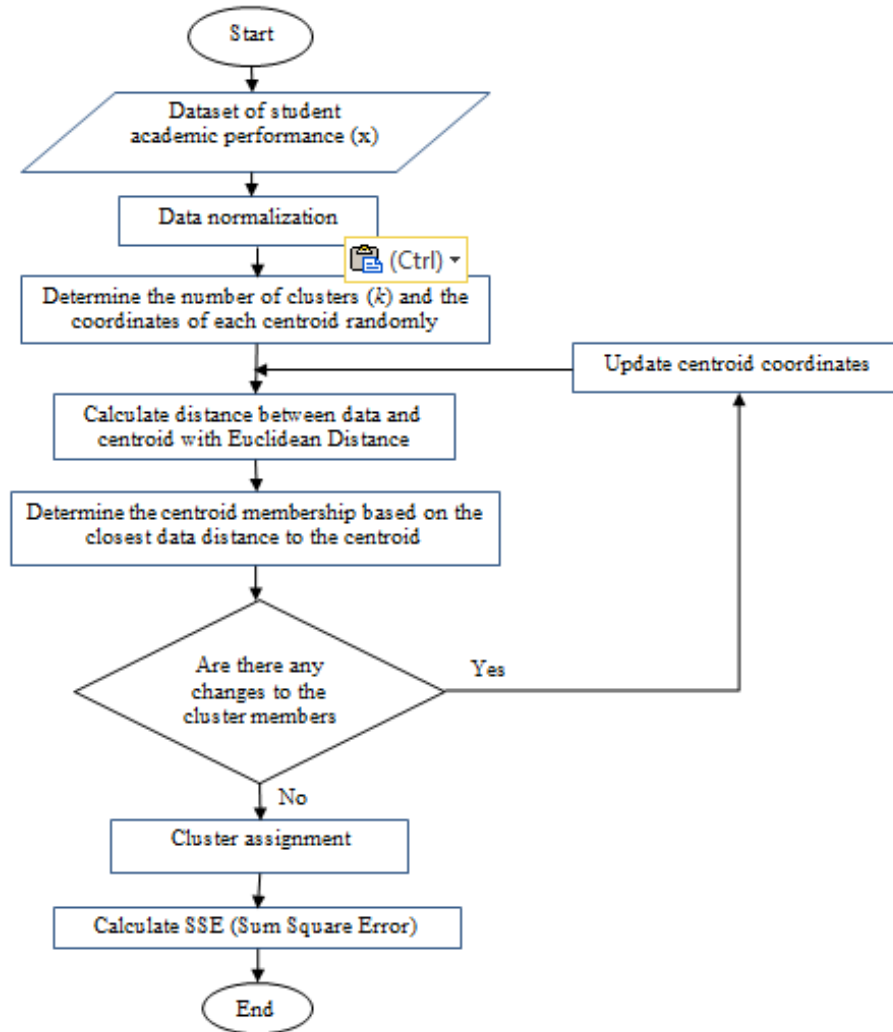 Start
Dataset of student
academic performance (x)
Data normalization
(Ctrl)
Determine the number of clusters (k) and the
coordinates of each centroid randomly
Update centroid coordinates
Calculate distance between data and
centroid with Euclidean Distance
Determine the centroid membership based on the
closest data distance to the centroid
Are there any
changes to the
cluster members
Yes
No
Cluster assignment
Calculate SSE (Sum Square Error)
End